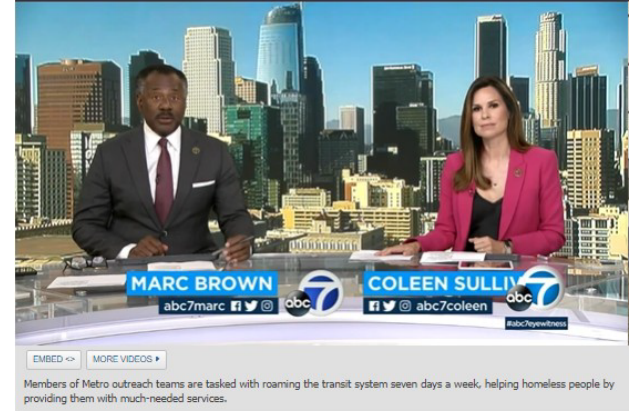 MARC BROWN
abc7marc
abc 7
COLEEN SULLIV
abc7coleen
abc 7
#abc7eyewitness
EMBED <>
MORE VIDEOS
Members of Metro outreach teams are tasked with roaming the transit system seven days a week, helping homeless people by
providing them with much-needed services.